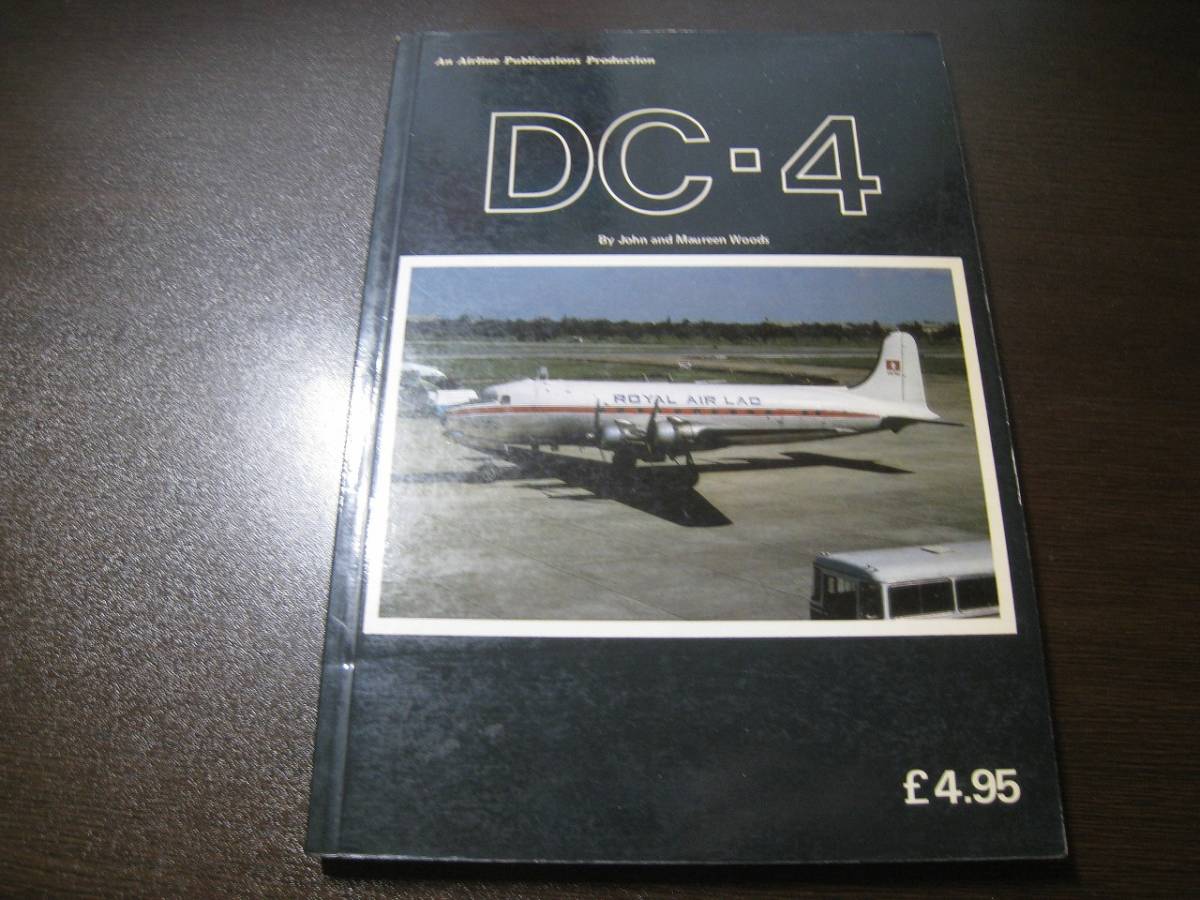 An Airline Publications Production
DC-4
By John and Maureen Woods
ROYAL AIR LAO
£4.95